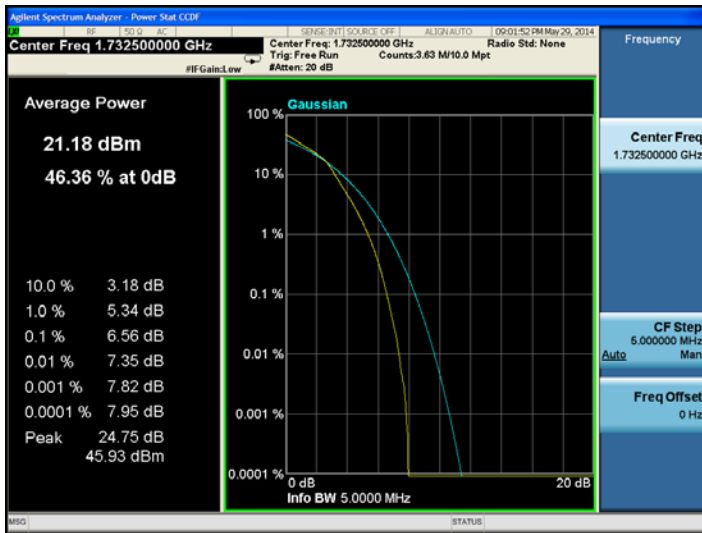 Agilent Spectrum Analyzer - Power Stat CCDF
RF 50 Ω AC SENSE:INT SOURCE OFF ALIGN AUTO 09:01:52 PM May 29, 2014
Center Freq 1.732500000 GHz
Center Freq: 1.732500000 GHz Radio Std: None
Trig: Free Run Counts:3.63 M/10.0 Mpt
#IFGain:Low #Atten: 20 dB
Average Power
21.18 dBm
46.36 % at 0dB
10.0 % 3.18 dB
1.0 % 5.34 dB
0.1 % 6.56 dB
0.01 % 7.35 dB
0.001 % 7.82 dB
0.0001 % 7.95 dB
Peak 24.75 dB
45.93 dBm
Gaussian
100 %
10 %
1 %
0.1 %
0.01 %
0.001 %
0.0001 %
0 dB 20 dB
Info BW 5.0000 MHz
Frequency
Center Freq
1.732500000 GHz
CF Step
5.000000 MHz
Auto Man
Freq Offset
0 Hz
MSG STATUS